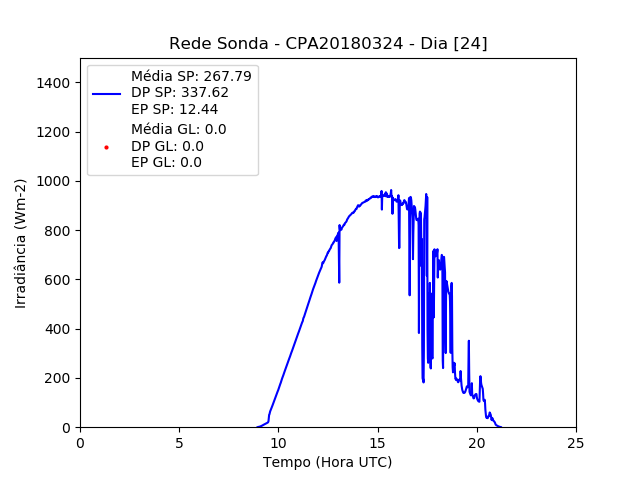 Rede Sonda - CPA20180324 - Dia [24]
Média SP: 267.79
DP SP: 337.62
EP SP: 12.44
Média GL: 0.0
DP GL: 0.0
EP GL: 0.0
Irradiância (Wm-2)
1400
1200
1000
800
600
400
200
0
0 5 10 15 20 25
Tempo (Hora UTC)